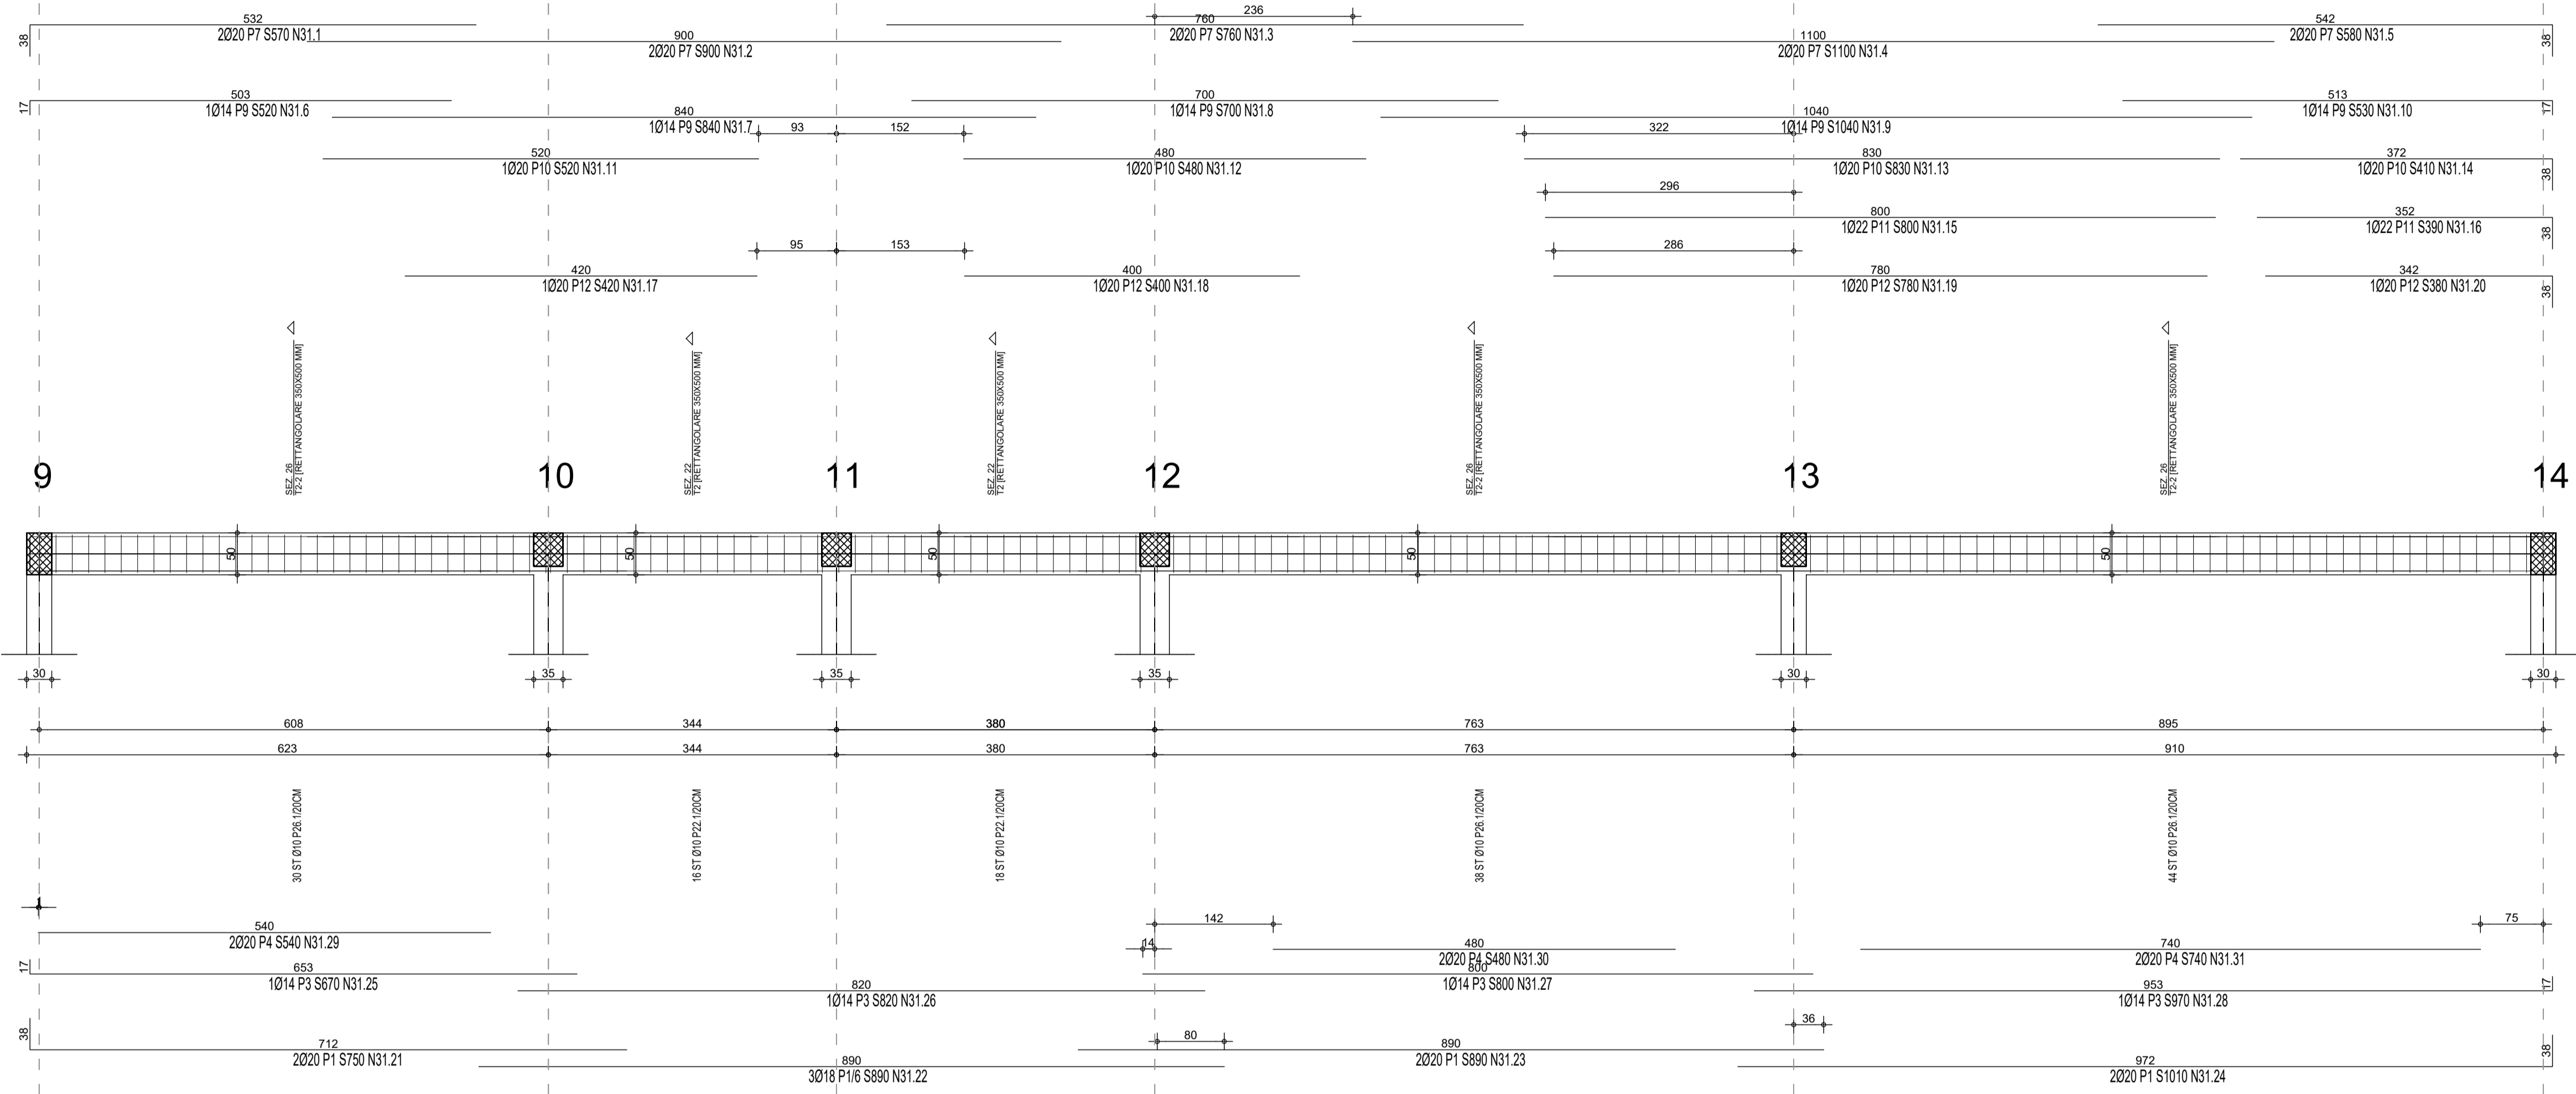 532
2Ø20 P7 S570 N31.1
38
900
2Ø20 P7 S900 N31.2
236
760
2Ø20 P7 S760 N31.3
1100
2Ø20 P7 S1100 N31.4
542
2Ø20 P7 S580 N31.5
38
503
1Ø14 P9 S520 N31.6
17
840
1Ø14 P9 S840 N31.7
700
1Ø14 P9 S700 N31.8
1040
1Ø14 P9 S1040 N31.9
513
1Ø14 P9 S530 N31.10
17
93
152
322
520
1Ø20 P10 S520 N31.11
480
1Ø20 P10 S480 N31.12
830
1Ø20 P10 S830 N31.13
372
1Ø20 P10 S410 N31.14
38
296
800
1Ø22 P11 S800 N31.15
352
1Ø22 P11 S390 N31.16
38
95
153
286
420
1Ø20 P12 S420 N31.17
400
1Ø20 P12 S400 N31.18
780
1Ø20 P12 S780 N31.19
342
1Ø20 P12 S380 N31.20
38
SEZ. 26
T2-2 [RETTANGOLARE 350X500 MM]
SEZ. 22
T2 [RETTANGOLARE 350X500 MM]
SEZ. 22
T2 [RETTANGOLARE 350X500 MM]
SEZ. 26
T2-2 [RETTANGOLARE 350X500 MM]
SEZ. 26
T2-2 [RETTANGOLARE 350X500 MM]
9
10
11
12
13
14
50
50
50
50
50
30
35
35
35
30
30
608
344
380
763
895
623
344
380
763
910
30 ST Ø10 P26.1/20CM
16 ST Ø10 P22.1/20CM
18 ST Ø10 P22.1/20CM
38 ST Ø10 P26.1/20CM
44 ST Ø10 P26.1/20CM
1
142
75
540
2Ø20 P4 S540 N31.29
14
480
2Ø20 P4 S480 N31.30
740
2Ø20 P4 S740 N31.31
17
653
1Ø14 P3 S670 N31.25
820
1Ø14 P3 S820 N31.26
800
1Ø14 P3 S800 N31.27
953
1Ø14 P3 S970 N31.28
17
38
712
2Ø20 P1 S750 N31.21
80
36
890
3Ø18 P1/6 S890 N31.22
890
2Ø20 P1 S890 N31.23
972
2Ø20 P1 S1010 N31.24
38